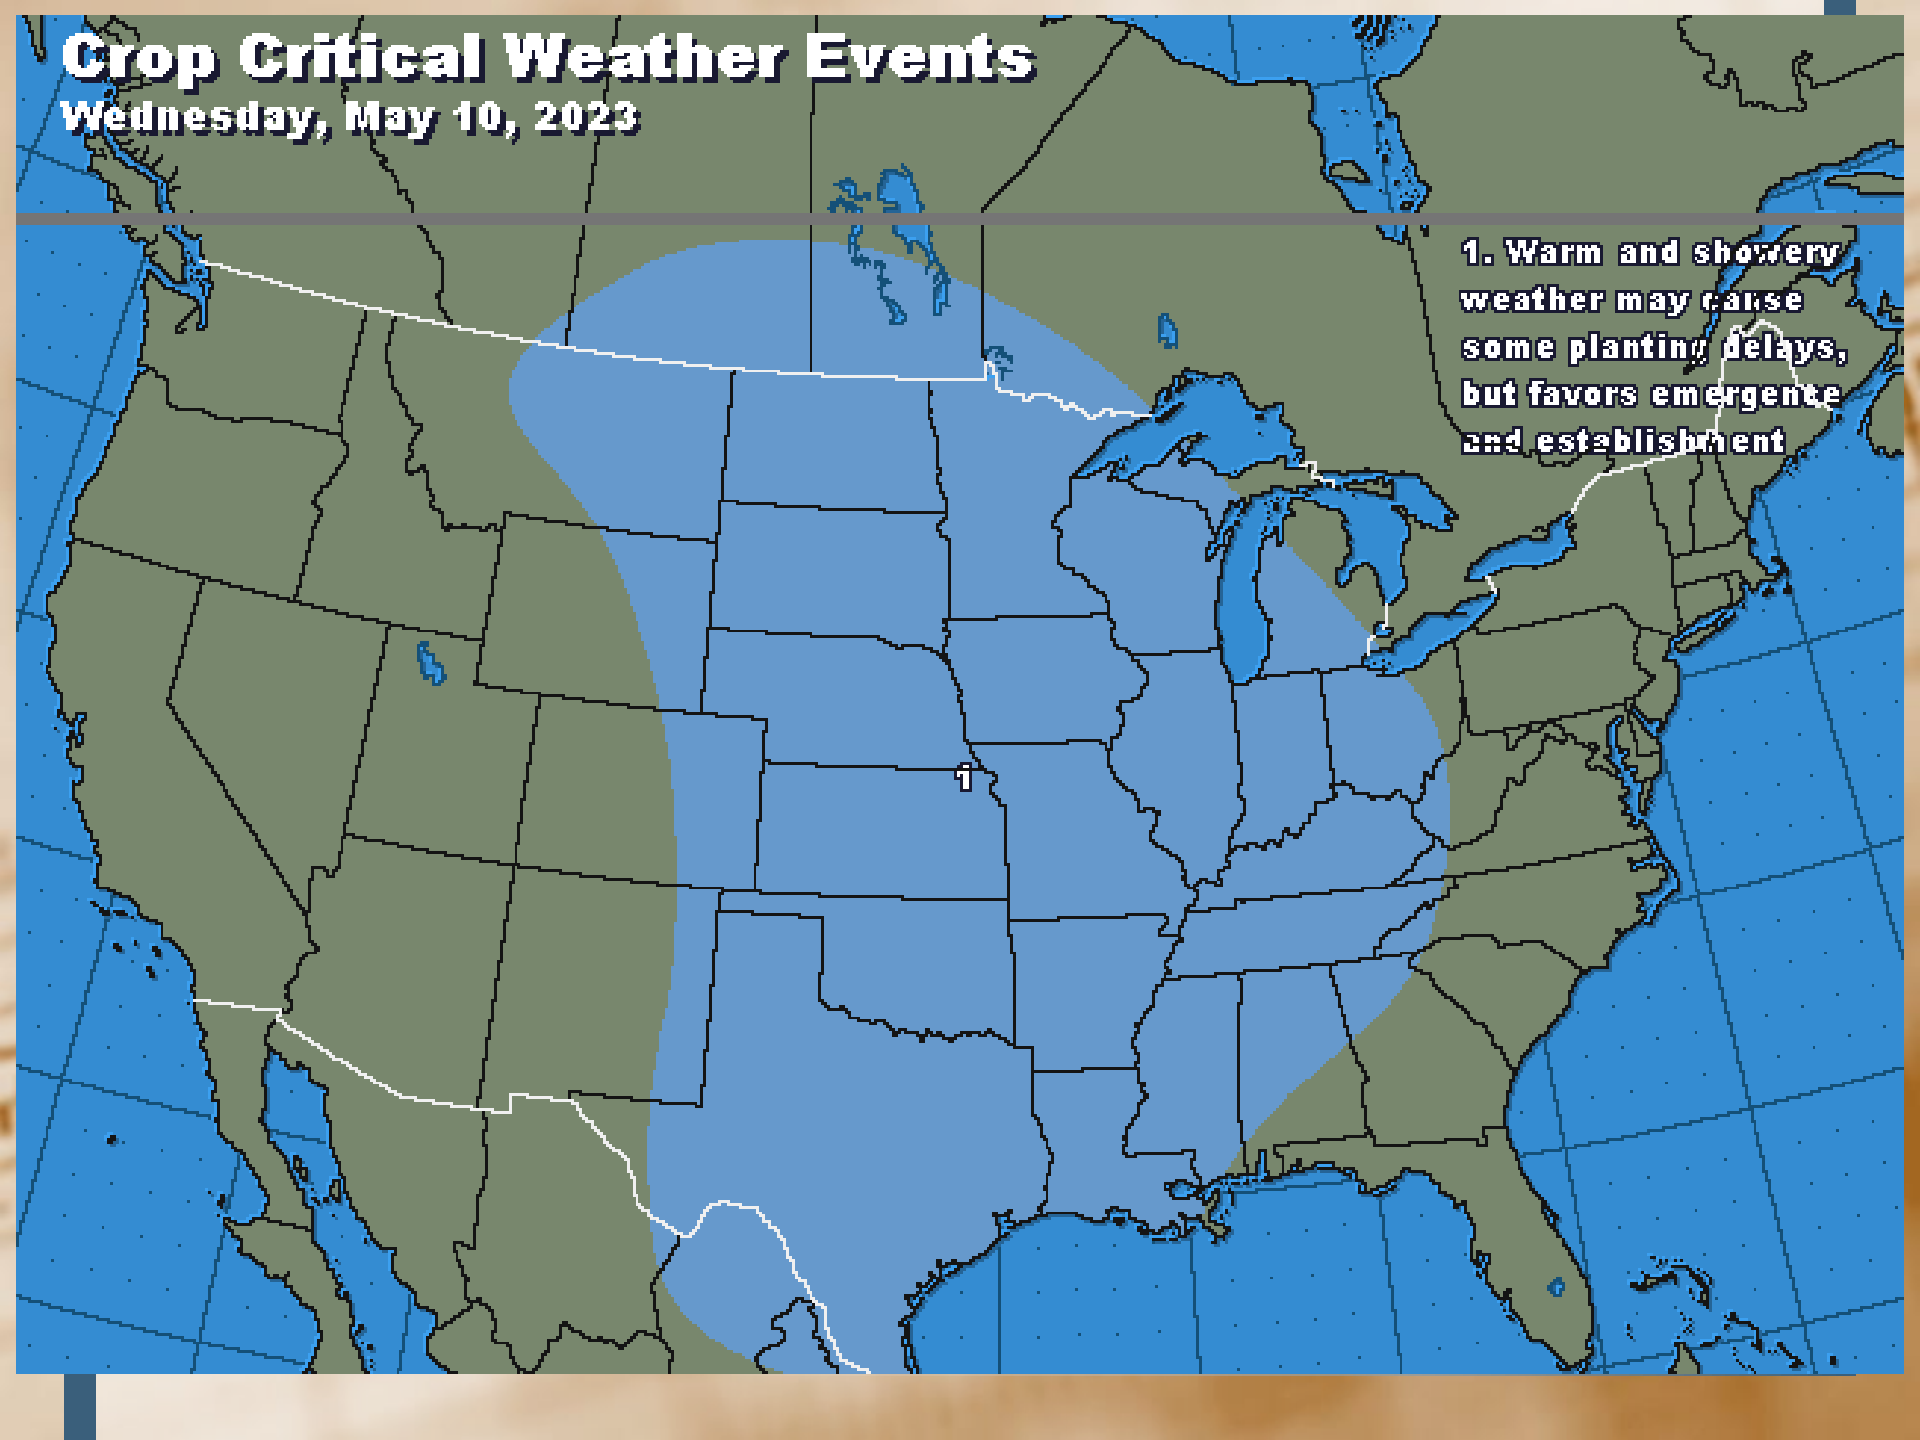 Crop Critical Weather Events
Wednesday, May 10, 2023
1. Warm and showery
weather may cause
some planting delays,
but favors emergence
and establishment
1